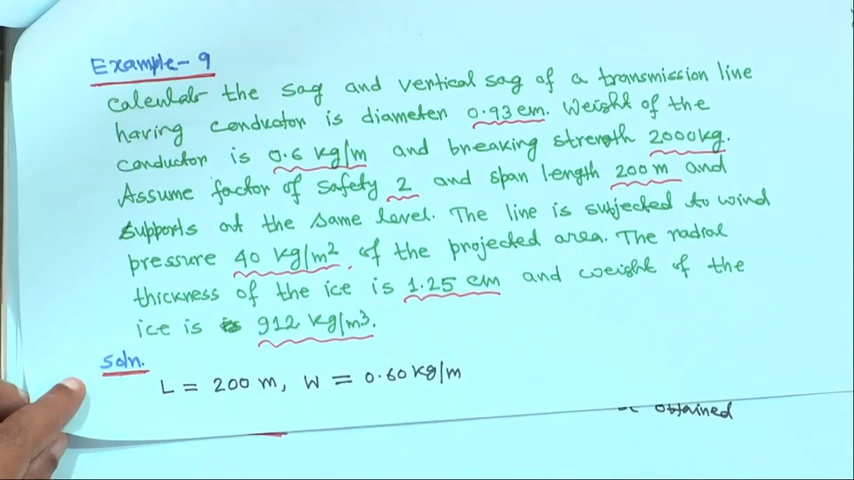 Example-9
Calculate the sag and vertical sag of a transmission line
having conductor is diameter 0.93 cm. Weight of the
conductor is 0.6 kg/m and breaking strength 2000kg.
Assume factor of safety 2 and span length 200 m and
supports at the same level. The line is subjected to wind
pressure 40 kg/m². of the projected area. The radial
thickness of the ice is 1.25 cm and weight of the
ice is 912 kg/m³.
Soln.
L = 200 m, W = 0.60 kg/m
obtained